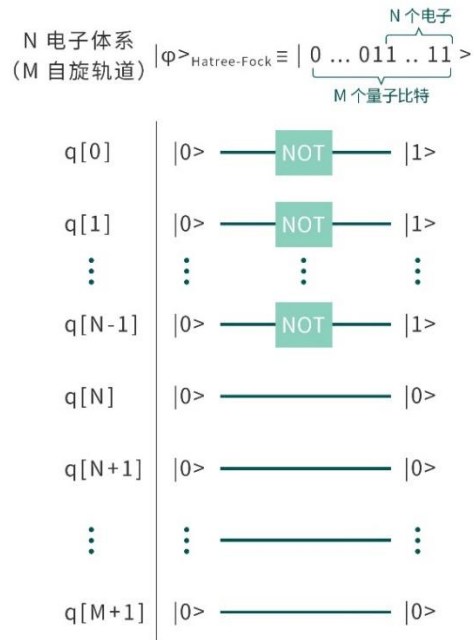 N 个电子
N 电子体系 |φ>Hatree-Fock ≡ | 0 ... 011 .. 11 >
(M 自旋轨道)
M 个量子比特
q[0] |0> NOT |1>
q[1] |0> NOT |1>
q[N-1] |0> NOT |1>
q[N] |0> |0>
q[N+1] |0> |0>
q[M+1] |0> |0>